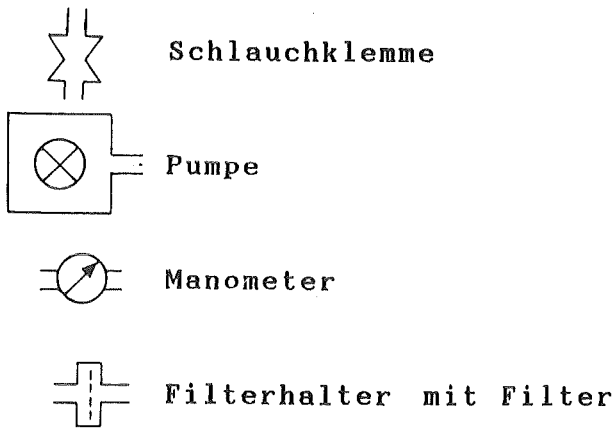 Schlauchklemme
Pumpe
Manometer
Filterhalter mit Filter